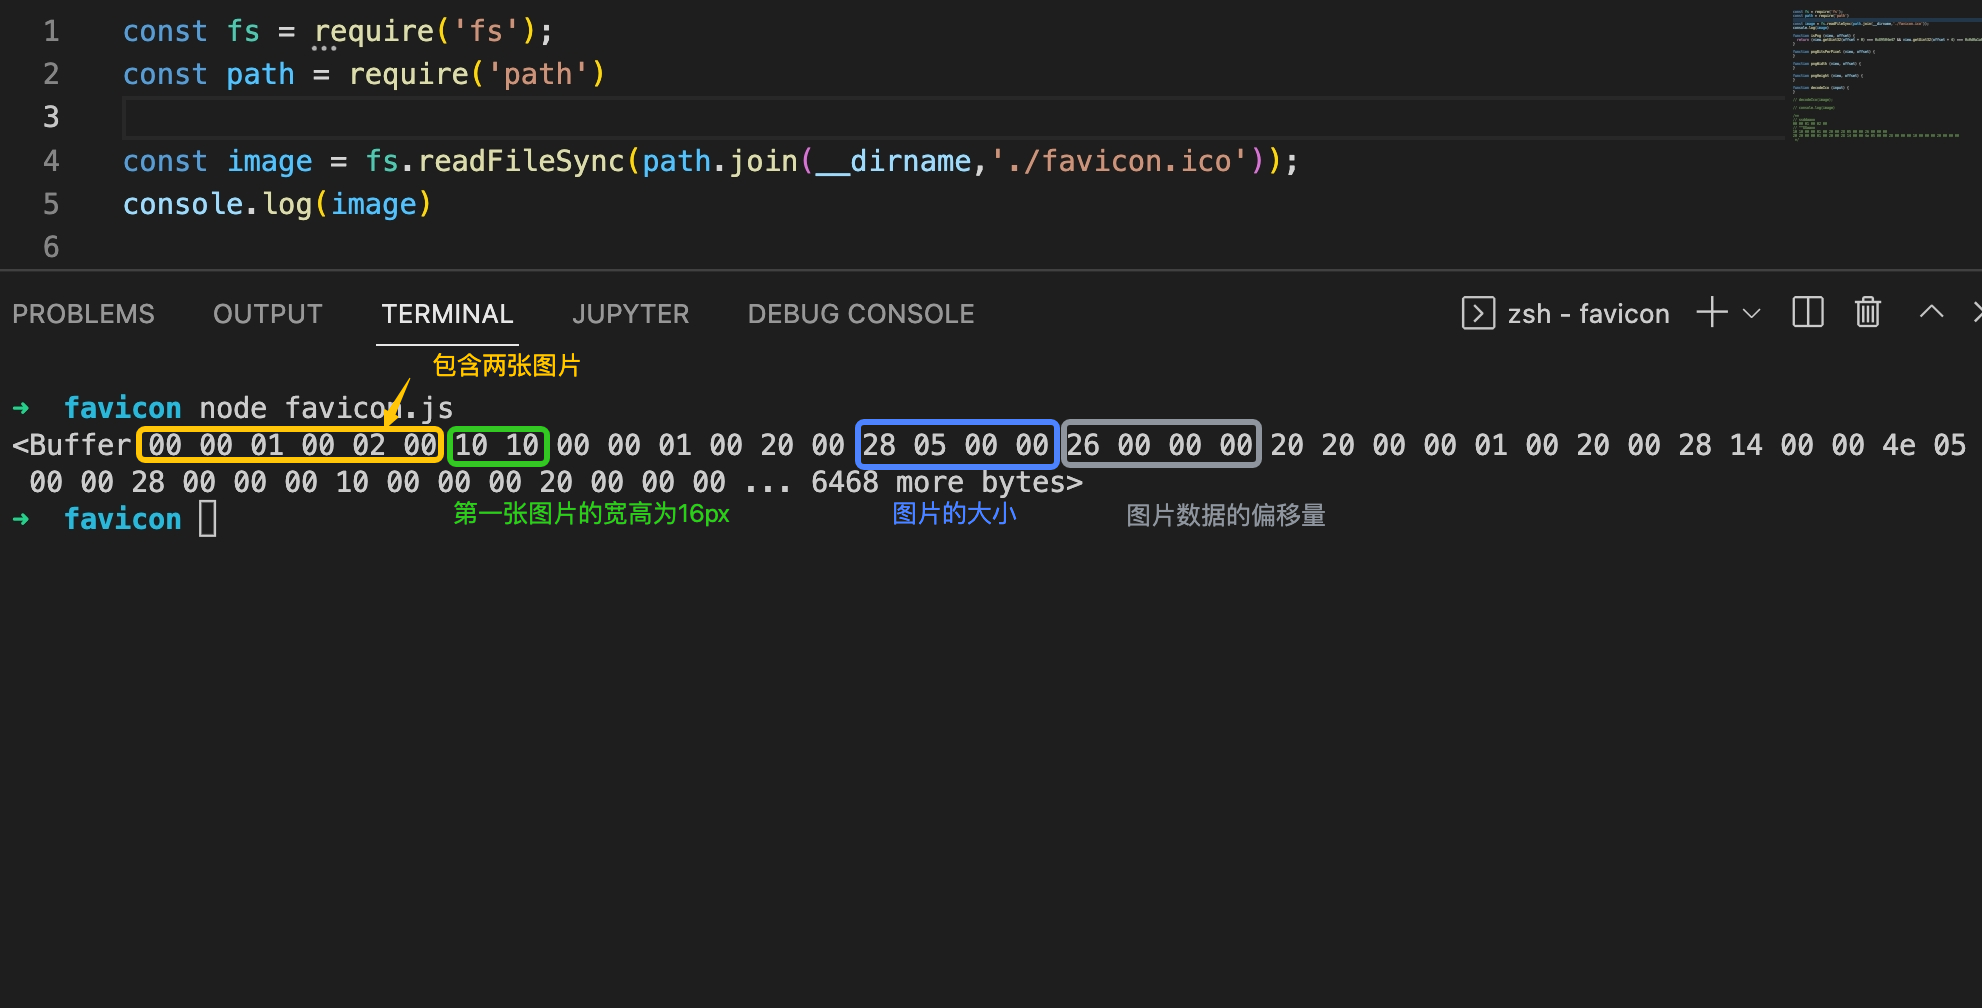 1 const fs = require('fs');
2 const path = require('path')
3
4 const image = fs.readFileSync(path.join(__dirname,'./favicon.ico'));
5 console.log(image)
6
PROBLEMS OUTPUT TERMINAL JUPYTER DEBUG CONSOLE zsh - favicon
包含两张图片
➜ favicon node favicon.js
<Buffer 00 00 01 00 02 00 10 10 00 00 01 00 20 00 28 05 00 00 26 00 00 00 20 20 00 00 01 00 20 00 28 14 00 00 4e 05
00 00 28 00 00 00 10 00 00 00 20 00 00 00 ... 6468 more bytes>
第一张图片的宽高为16px 图片的大小 图片数据的偏移量
➜ favicon